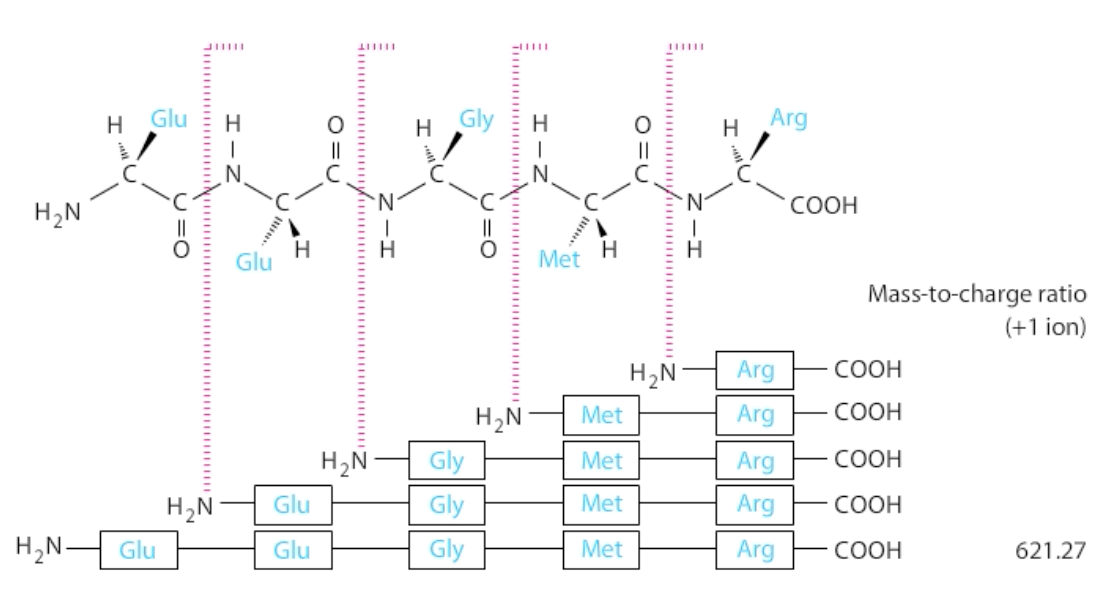 H Glu H O H Gly H O H Arg
C N C C N C C
H₂N C C N C C N COOH
O Glu H H O Met H H
Mass-to-charge ratio
(+1 ion)
H₂N Arg COOH
H₂N Met Arg COOH
H₂N Gly Met Arg COOH
H₂N Glu Gly Met Arg COOH
H₂N Glu Glu Gly Met Arg COOH 621.27